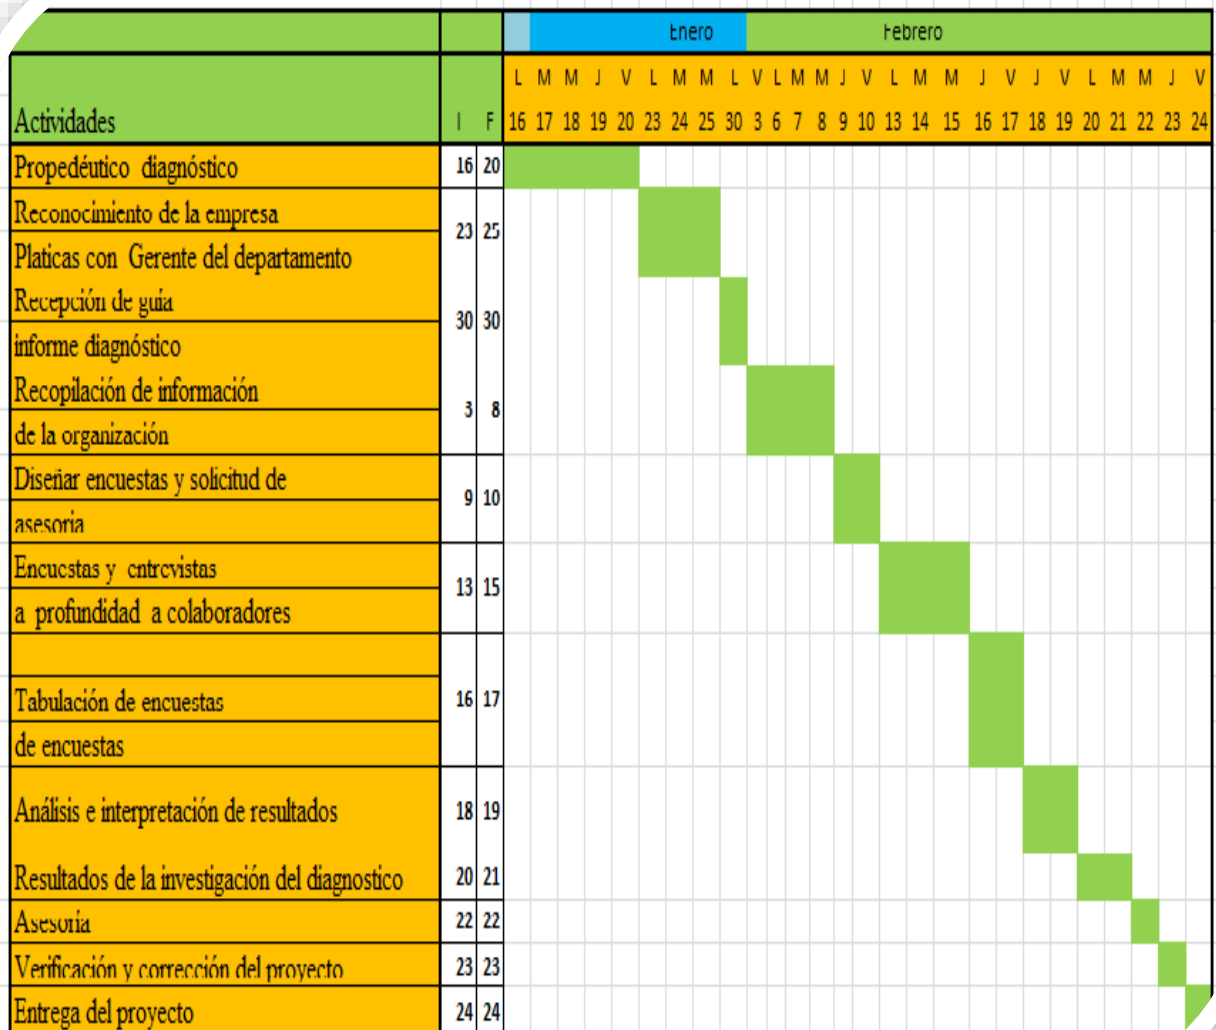 Enero Febrero
L M M J V L M M L V L M M J V L M M J V J V L M M J V
Actividades I F 16 17 18 19 20 23 24 25 30 3 6 7 8 9 10 13 14 15 16 17 18 19 20 21 22 23 24
Propedéutico diagnóstico 16 20
Reconocimiento de la empresa
23 25
Platicas con Gerente del departamento
Recepción de guía
30 30
informe diagnóstico
Recopilación de información
3 8
de la organización
Diseñar encuestas y solicitud de
9 10
asesoria
Encuestas y entrevistas
13 15
a profundidad a colaboradores
Tabulación de encuestas 16 17
de encuestas
Análisis e interpretación de resultados 18 19
Resultados de la investigación del diagnostico 20 21
Asesoría 22 22
Verificación y corrección del proyecto 23 23
Entrega del proyecto 24 24